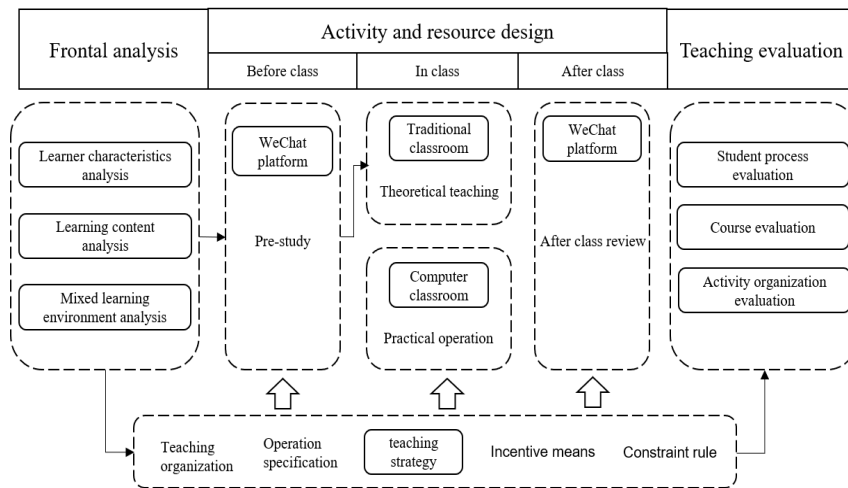 Frontal analysis
Activity and resource design
Teaching evaluation
Before class
In class
After class
Learner characteristics
analysis
Learning content
analysis
Mixed learning
environment analysis
WeChat
platform
Pre-study
Traditional
classroom
Theoretical teaching
Computer
classroom
Practical operation
WeChat
platform
After class review
Student process
evaluation
Course evaluation
Activity organization
evaluation
Teaching
organization
Operation
specification
teaching
strategy
Incentive means
Constraint rule